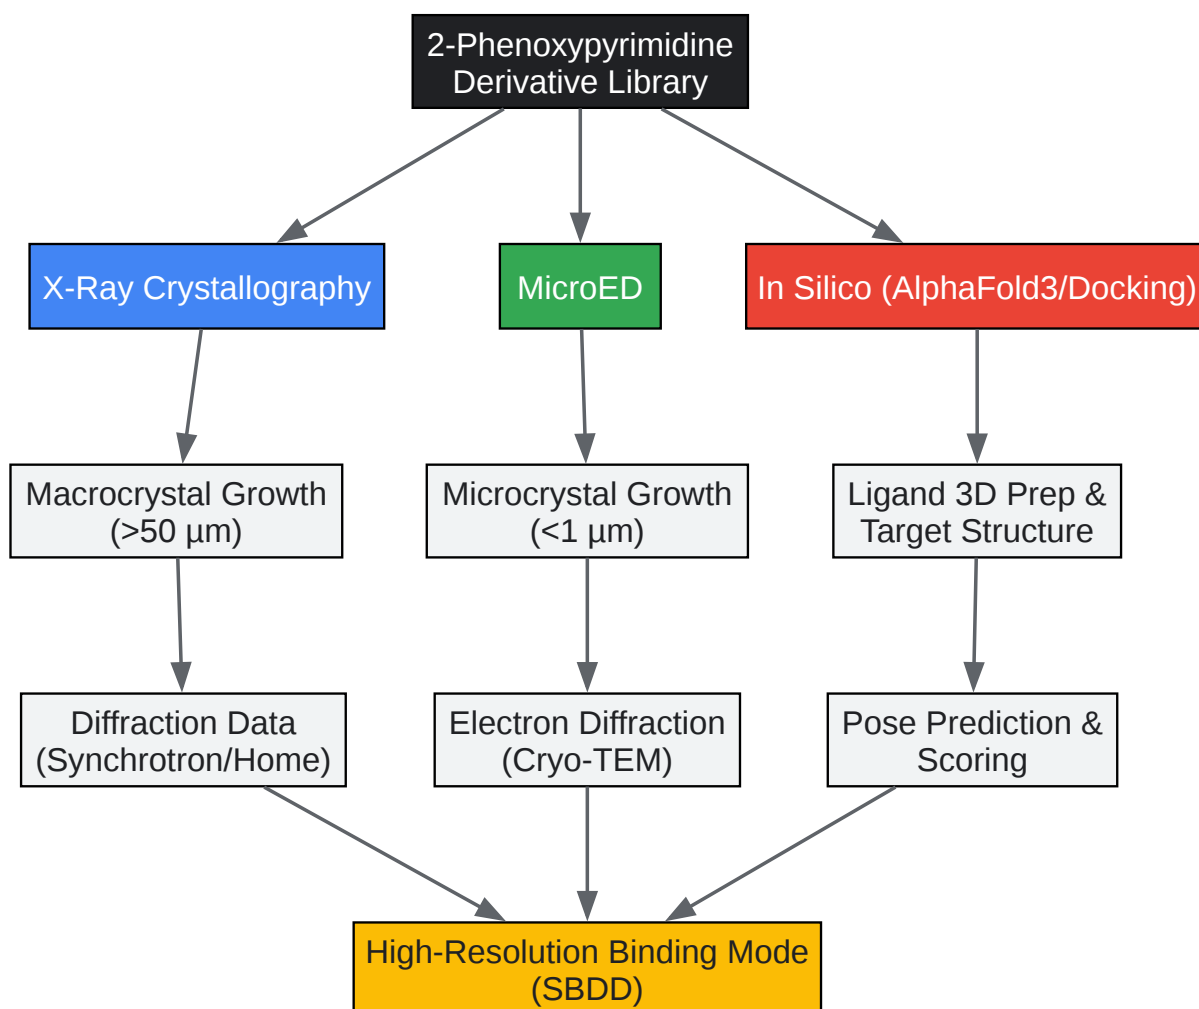 2-Phenoxypyrimidine
Derivative Library
X-Ray Crystallography
MicroED
In Silico (AlphaFold3/Docking)
Macrocrystal Growth
(>50 µm)
Microcrystal Growth
(<1 µm)
Ligand 3D Prep &
Target Structure
Diffraction Data
(Synchrotron/Home)
Electron Diffraction
(Cryo-TEM)
Pose Prediction &
Scoring
High-Resolution Binding Mode
(SBDD)